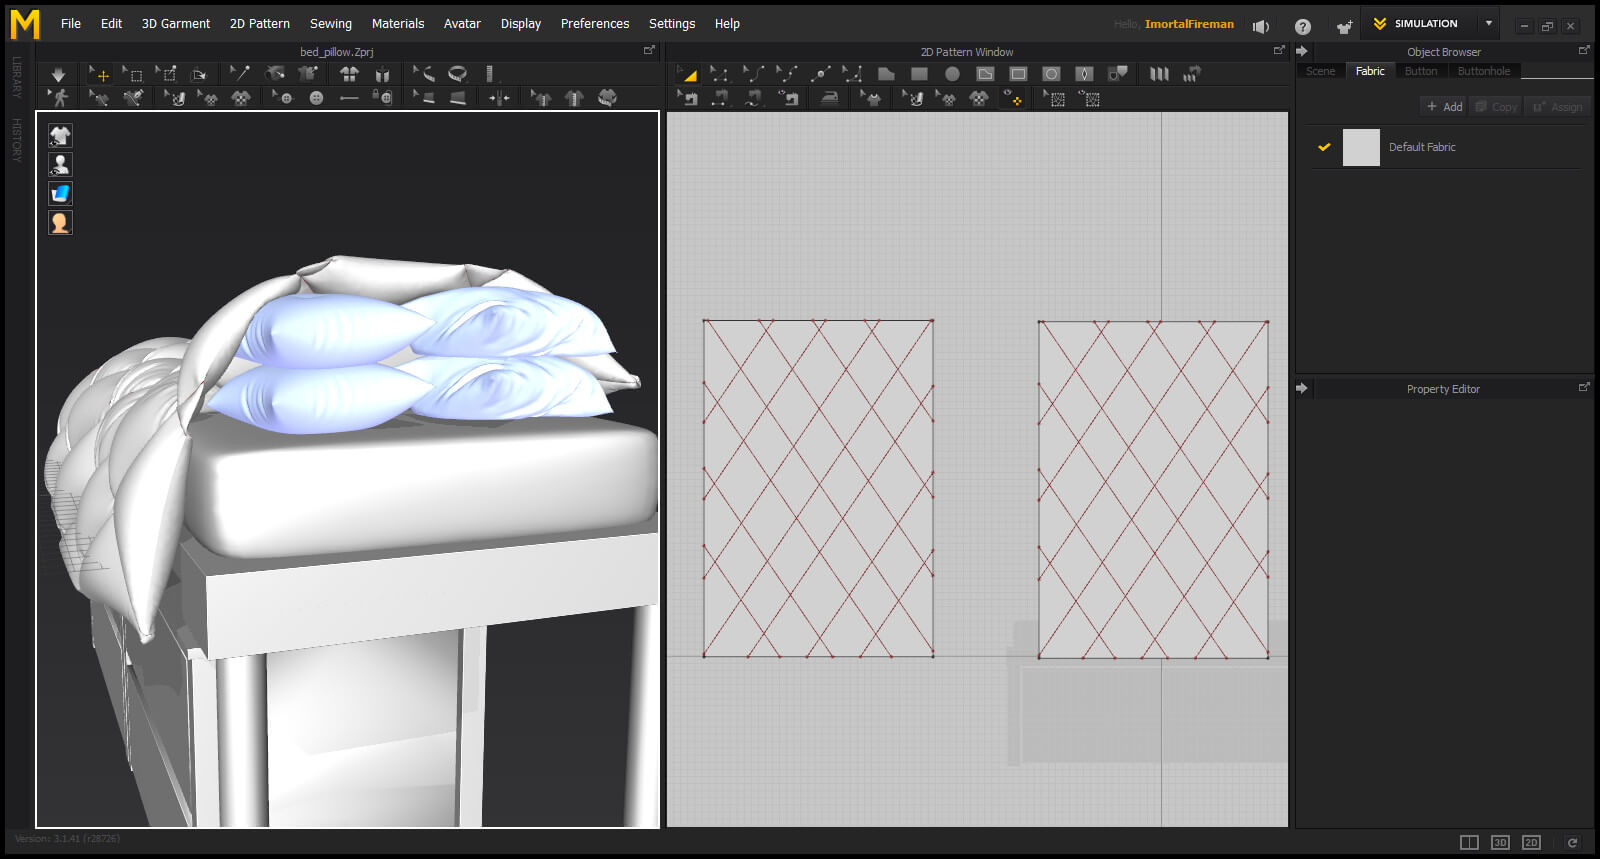 M File Edit 3D Garment 2D Pattern Sewing Materials Avatar Display Preferences Settings Help Hello, ImortalFireman ? SIMULATION
bed_pillow.Zprj
2D Pattern Window
Object Browser
LIBRARY
HISTORY
Scene Fabric Button Buttonhole
+ Add Copy Assign
Default Fabric
Property Editor
Version: 3.1.41 (r28726)
3D 2D